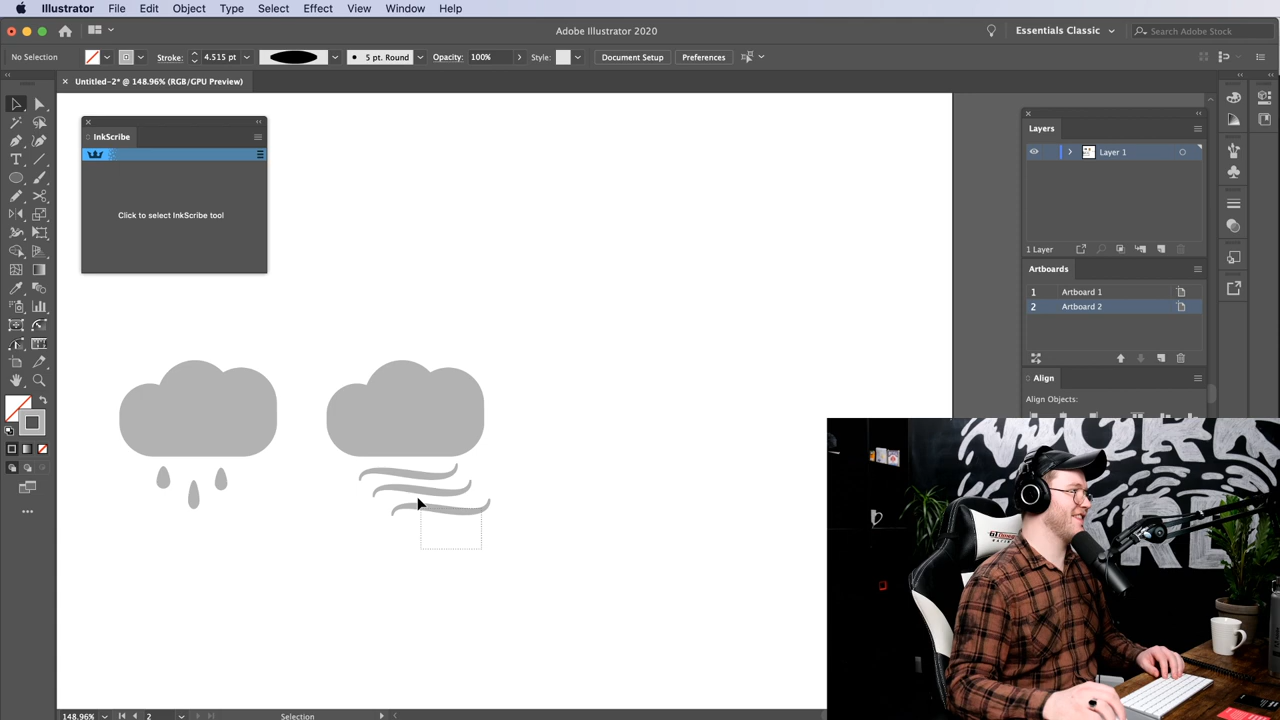 Illustrator File Edit Object Type Select Effect View Window Help
Adobe Illustrator 2020
Essentials Classic
Search Adobe Stock
No Selection
Stroke: 4.515 pt
5 pt. Round
Opacity: 100%
Style:
Document Setup
Preferences
Untitled-2* @ 148.96% (RGB/GPU Preview)
InkScribe
Click to select InkScribe tool
Layers
Layer 1
1 Layer
Artboards
1 Artboard 1
2 Artboard 2
Align
Align Objects:
148.96% 2 Selection